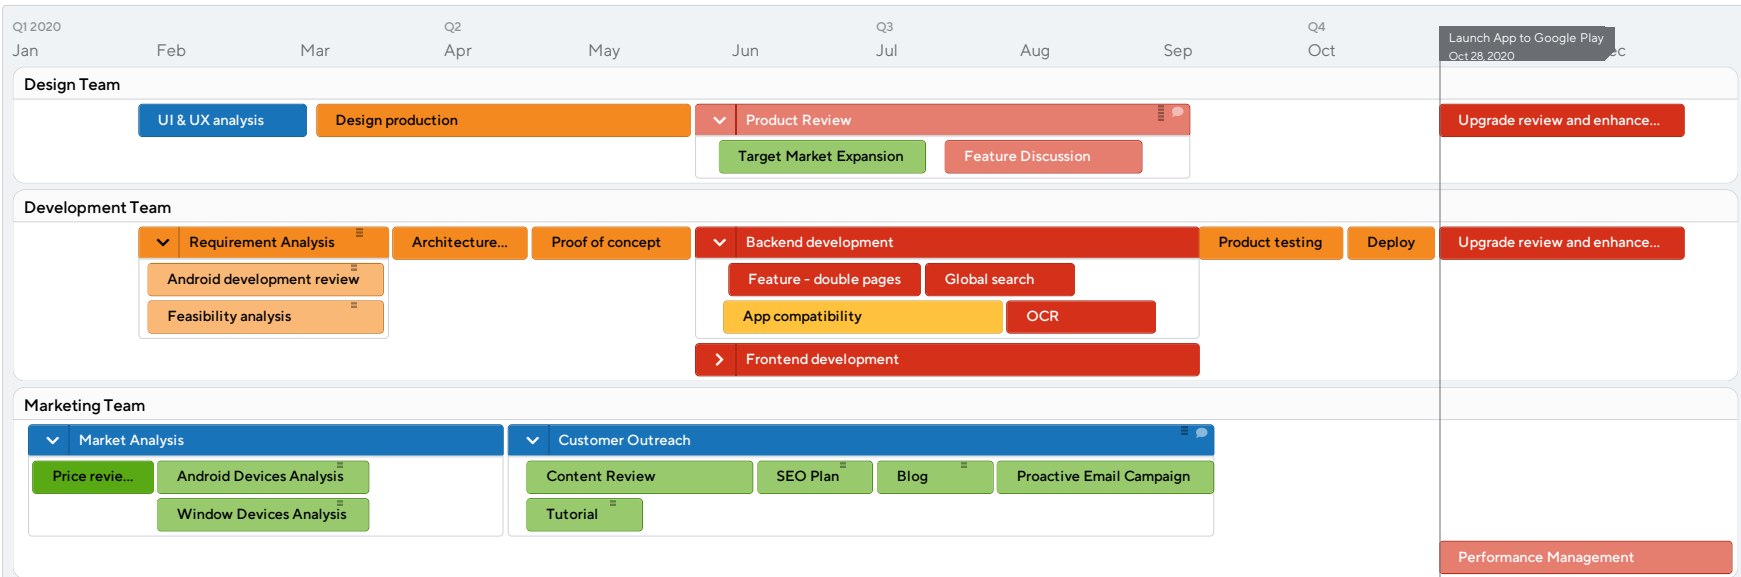 Q1 2020
Q2
Q3
Q4
Jan
Feb
Mar
Apr
May
Jun
Jul
Aug
Sep
Oct
Launch App to Google Play
Oct 28, 2020
ec
Design Team
UI & UX analysis
Design production
Product Review
Upgrade review and enhance...
Target Market Expansion
Feature Discussion
Development Team
Requirement Analysis
Architecture...
Proof of concept
Backend development
Product testing
Deploy
Upgrade review and enhance...
Android development review
Feature - double pages
Global search
Feasibility analysis
App compatibility
OCR
Frontend development
Marketing Team
Market Analysis
Customer Outreach
Price revie...
Android Devices Analysis
Content Review
SEO Plan
Blog
Proactive Email Campaign
Window Devices Analysis
Tutorial
Performance Management